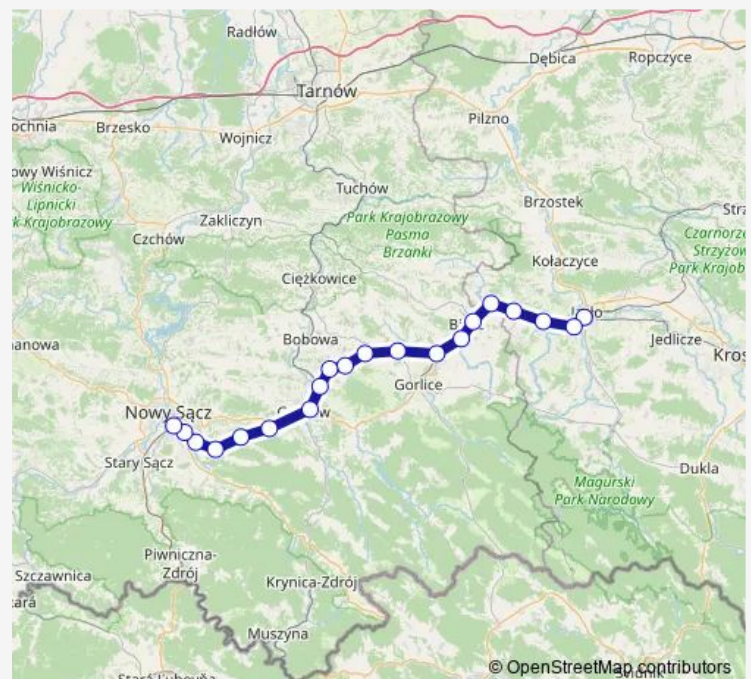 Radłów
Dębica
Ropczyce
Tarnów
Pilzno
ochnia
Brzesko
Wojnicz
owy Wiśnicz
Wiśnicko-
Lipnicki
k Krajobrazowy
Tuchów
Brzostek
Zakliczyn
Park Krajobrazowy
Pasma
Brzanki
Czchów
Czarnorze
Strzyżow
Park Krajob
Kołaczyce
Ciężkowice
Bobowa
Jedlicze
Kros
manowa
Gorlice
Nowy Sącz
Stary Sącz
Dukla
Magurski
Park Narodowy
Piwniczna-
Zdrój
Szczawnica
Krynica-Zdrój
Muszyna
© OpenStreetMap contributors